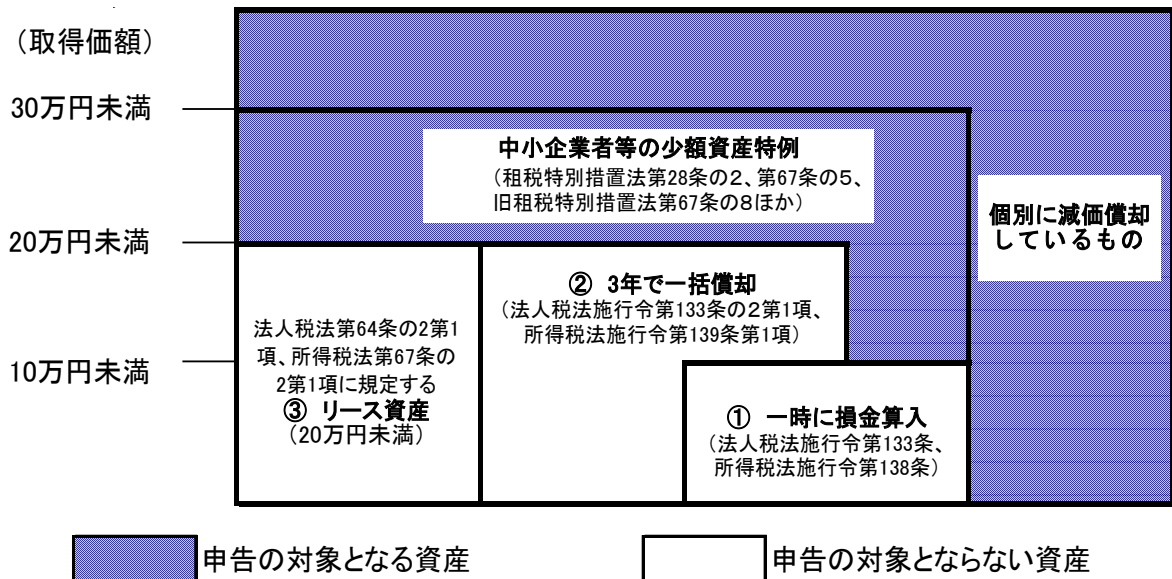 （取得価額）
30万円未満
中小企業者等の少額資産特例
（租税特別措置法第28条の２、第67条の５、
旧租税特別措置法第67条の８ほか）
個別に減価償却
しているもの
20万円未満
② 3年で一括償却
（法人税法施行令第133条の２第1項、
所得税法施行令第139条第1項）
法人税法第64条の2第1
項、所得税法第67条の
2第1項に規定する
③ リース資産
（20万円未満）
10万円未満
① 一時に損金算入
（法人税法施行令第133条、
所得税法施行令第138条）
申告の対象となる資産
申告の対象とならない資産